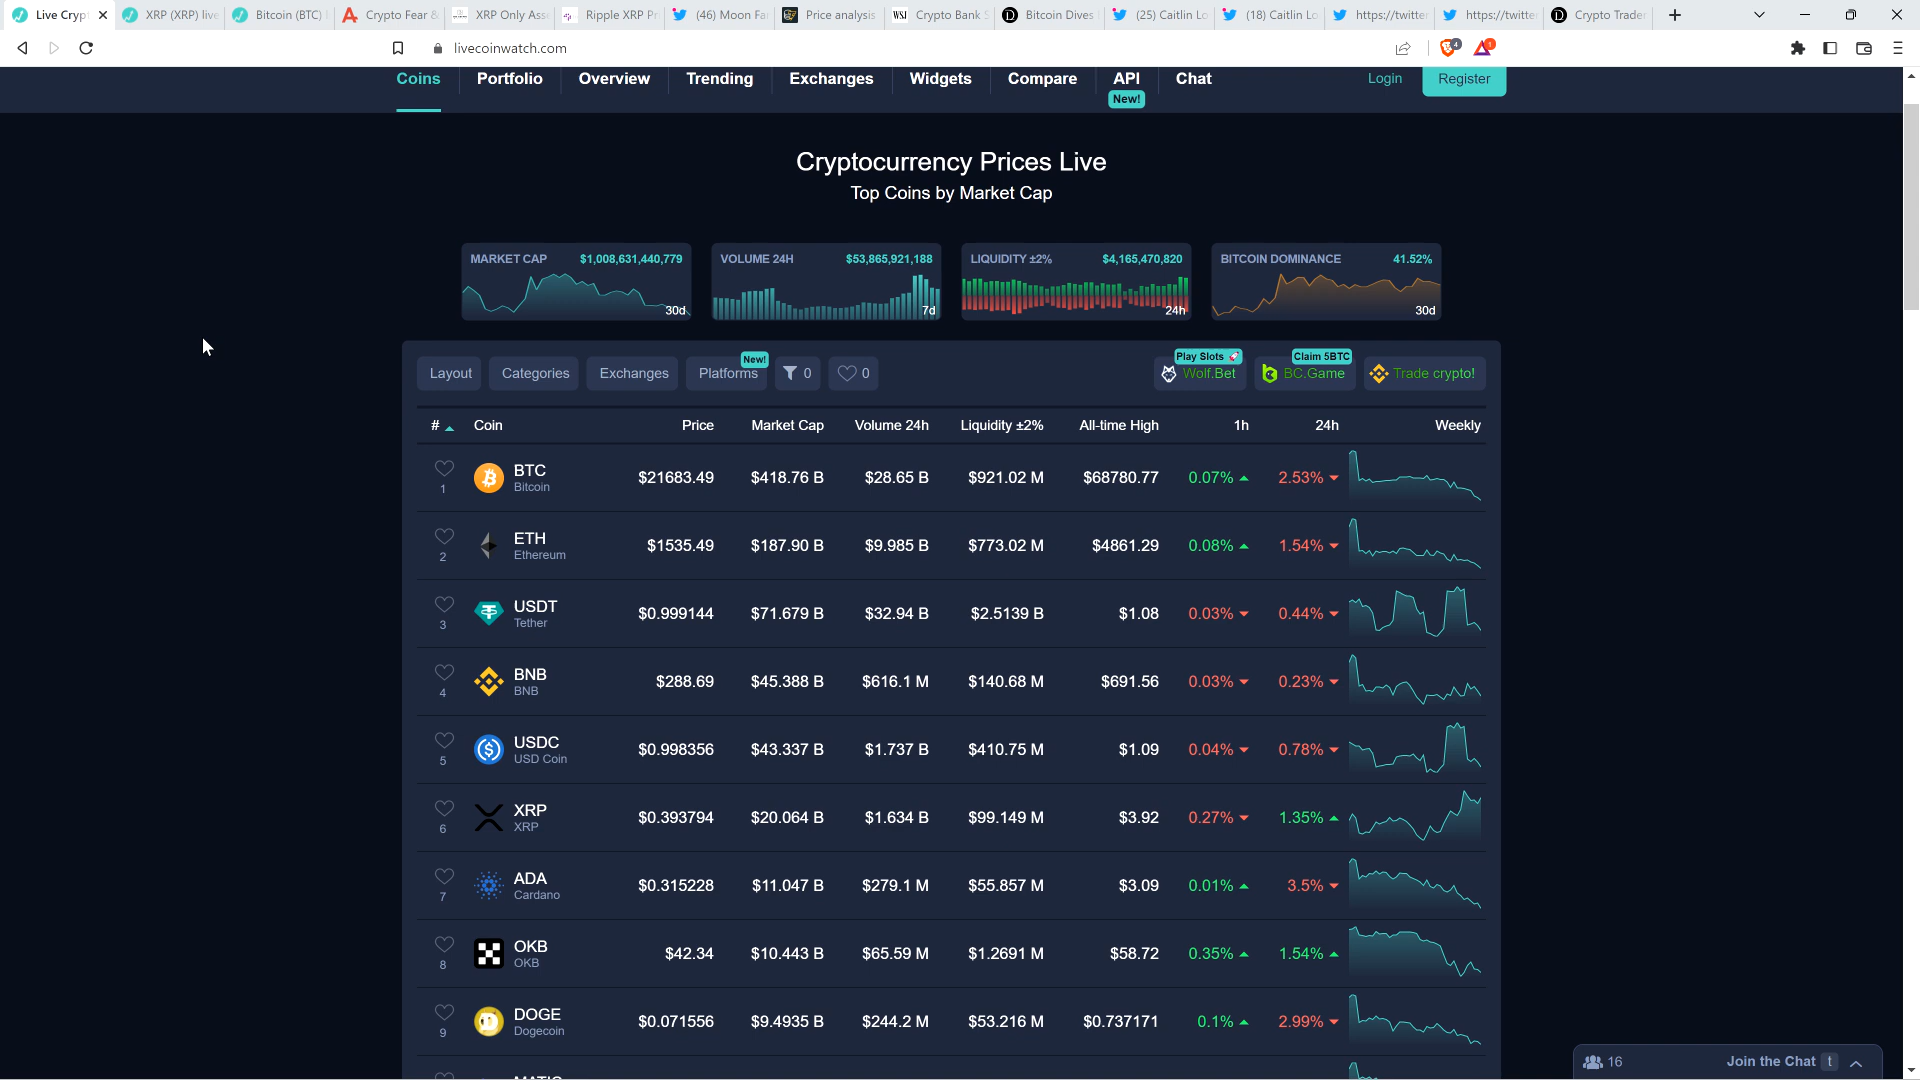 Live Crypt
XRP (XRP) live
Bitcoin (BTC)
Crypto Fear &
XRP Only Ass
Ripple XRP Pr
(46) Moon Fa
Price analysis
WSJ Crypto Bank S
Bitcoin Dives
(25) Caitlin Lo
(18) Caitlin Lo
https://twitte
https://twitte
Crypto Trader
livecoinwatch.com
4
1
Coins Portfolio Overview Trending Exchanges Widgets Compare API Chat Login Register
New!
Cryptocurrency Prices Live
Top Coins by Market Cap
MARKET CAP $1,008,631,440,779
30d
VOLUME 24H $53,865,921,188
7d
LIQUIDITY ±2% $4,165,470,820
24h
BITCOIN DOMINANCE 41.52%
30d
New! Play Slots Claim 5BTC
Layout Categories Exchanges Platforms 0 0 Wolf.Bet BC.Game Trade crypto!
# Coin Price Market Cap Volume 24h Liquidity ±2% All-time High 1h 24h Weekly
1 BTC Bitcoin $21683.49 $418.76 B $28.65 B $921.02 M $68780.77 0.07% 2.53%
2 ETH Ethereum $1535.49 $187.90 B $9.985 B $773.02 M $4861.29 0.08% 1.54%
3 USDT Tether $0.999144 $71.679 B $32.94 B $2.5139 B $1.08 0.03% 0.44%
4 BNB BNB $288.69 $45.388 B $616.1 M $140.68 M $691.56 0.03% 0.23%
5 USDC USD Coin $0.998356 $43.337 B $1.737 B $410.75 M $1.09 0.04% 0.78%
6 XRP XRP $0.393794 $20.064 B $1.634 B $99.149 M $3.92 0.27% 1.35%
7 ADA Cardano $0.315228 $11.047 B $279.1 M $55.857 M $3.09 0.01% 3.5%
8 OKB OKB $42.34 $10.443 B $65.59 M $1.2691 M $58.72 0.35% 1.54%
9 DOGE Dogecoin $0.071556 $9.4935 B $244.2 M $53.216 M $0.737171 0.1% 2.99%
16 Join the Chat t